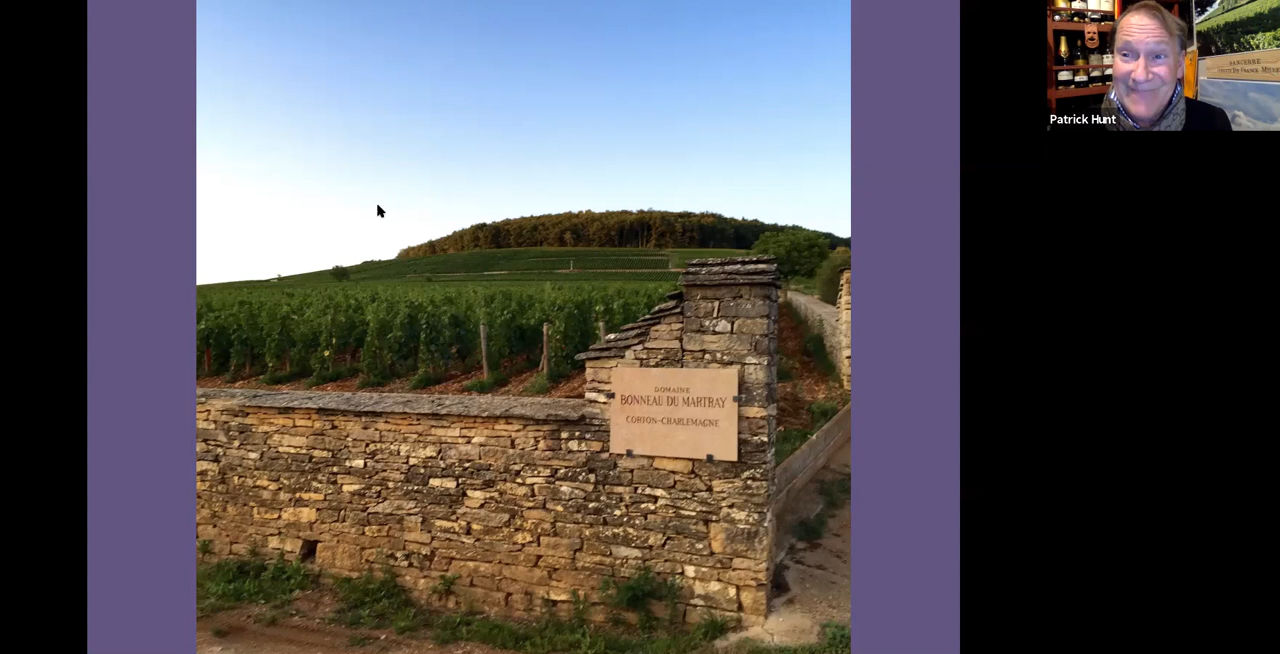 DOMAINE
BONNEAU DU MARTRAY
CORTON-CHARLEMAGNE
SANCERRE
Patrick Hunt